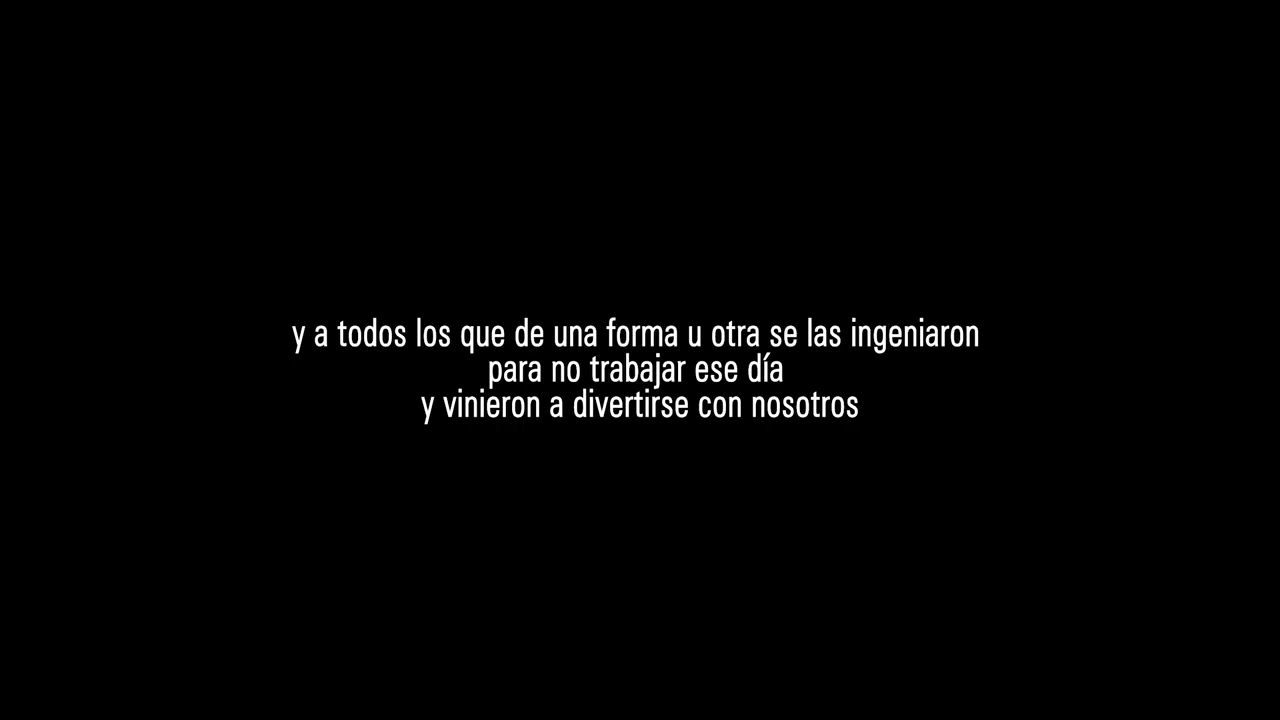 y a todos los que de una forma u otra se las ingeniaron
para no trabajar ese día
y vinieron a divertirse con nosotros